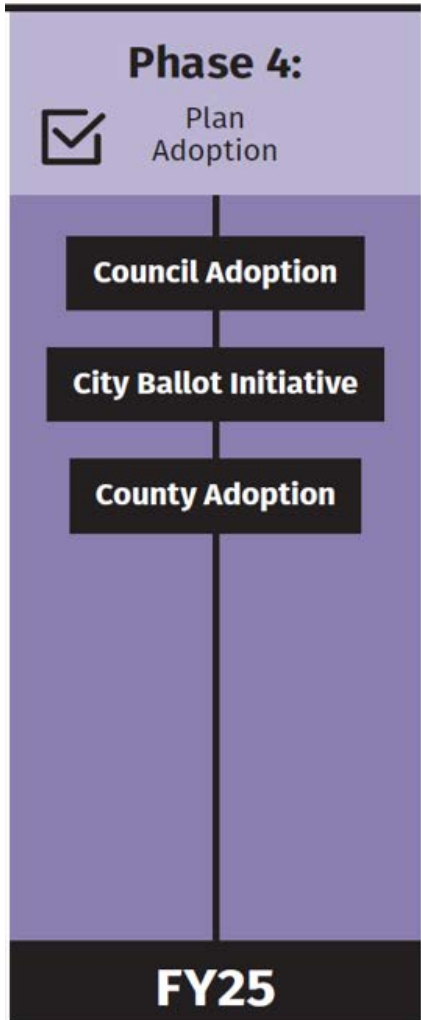 Phase 4:
Plan
Adoption
Council Adoption
City Ballot Initiative
County Adoption
FY25